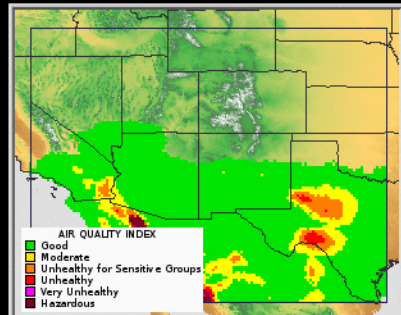 AIR QUALITY INDEX
Good
Moderate
Unhealthy for Sensitive Groups
Unhealthy
Very Unhealthy
Hazardous